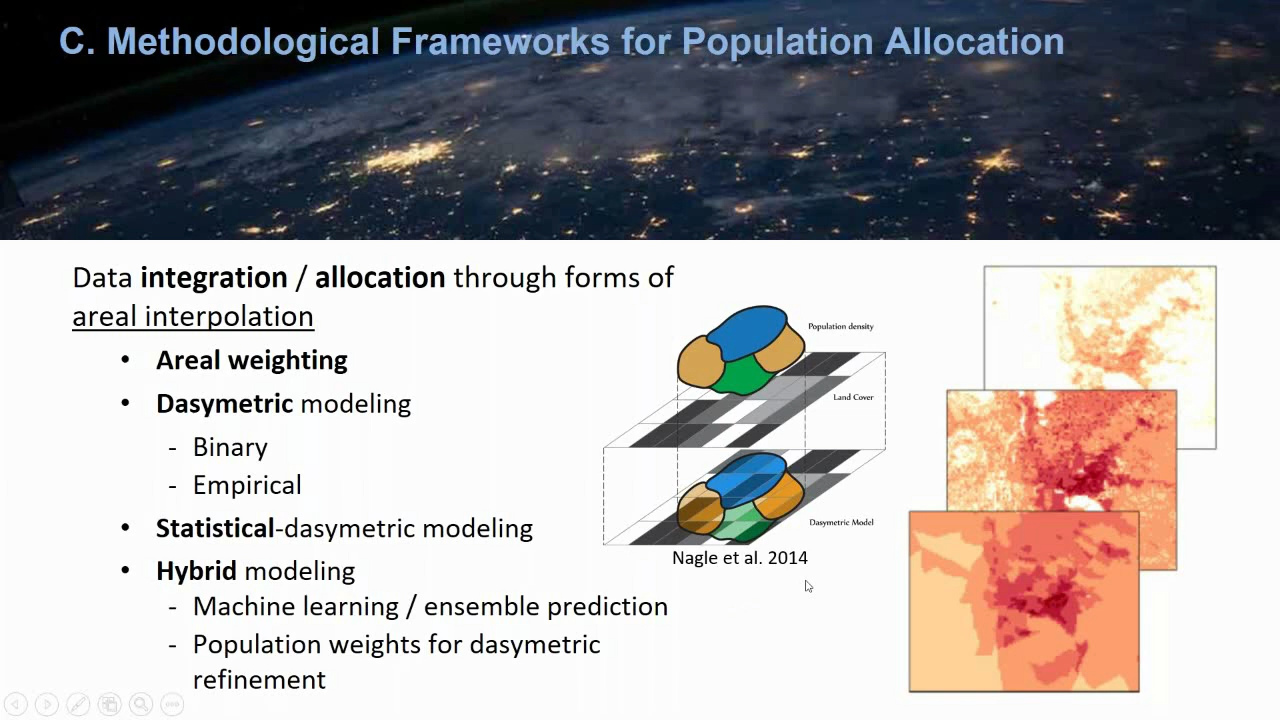 C. Methodological Frameworks for Population Allocation
Data integration / allocation through forms of
areal interpolation
• Areal weighting
• Dasymetric modeling
- Binary
- Empirical
• Statistical-dasymetric modeling
• Hybrid modeling
- Machine learning / ensemble prediction
- Population weights for dasymetric
refinement
Population density
Land Cover
Dasymetric Model
Nagle et al. 2014